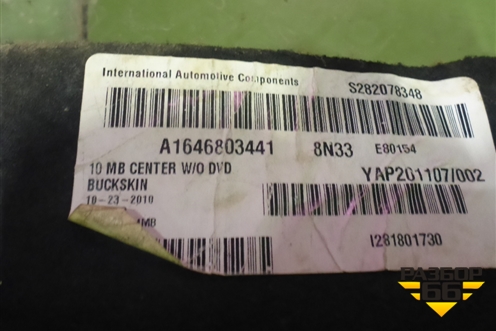 International Automotive Components
S282078348
A1646803441 8N33 E80154
10 MB CENTER W/O DVD
BUCKSKIN
YAP201107/002
10-23-2010
MB
I281801730
РАЗБОР
66